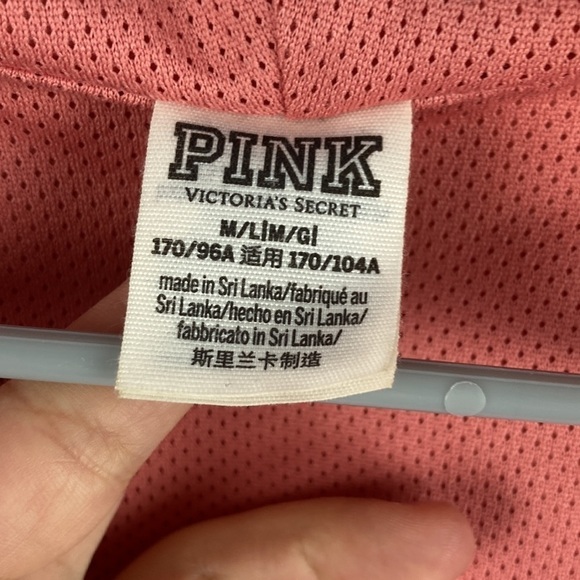 PINK
VICTORIA'S SECRET
M/L|M/G|
170/96A 适用 170/104A
made in Sri Lanka/fabriqué au
Sri Lanka/hecho en Sri Lanka/
fabbricato in Sri Lanka/
斯里兰卡制造